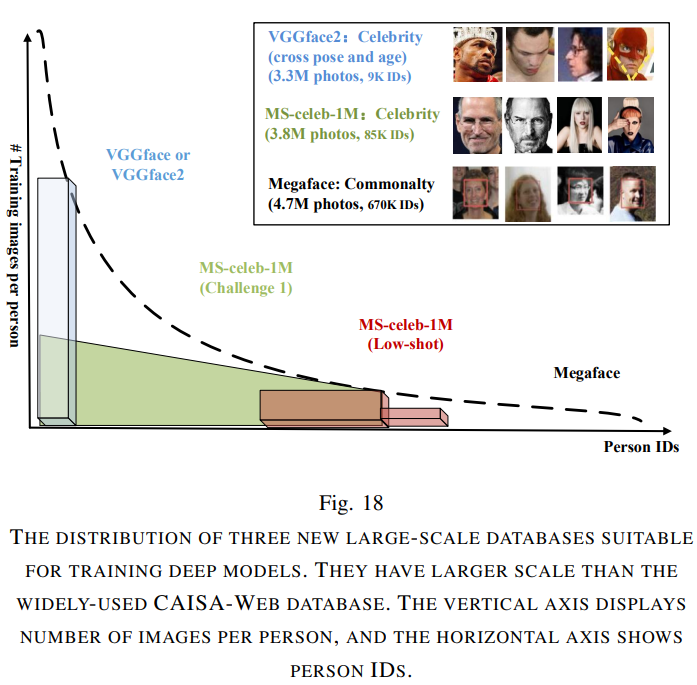 VGGface2：Celebrity
(cross pose and age)
(3.3M photos, 9K IDs)
MS-celeb-1M：Celebrity
(3.8M photos, 85K IDs)
Megaface: Commonalty
(4.7M photos, 670K IDs)
# Training images per person
VGGface or
VGGface2
MS-celeb-1M
(Challenge 1)
MS-celeb-1M
(Low-shot)
Megaface
Person IDs
Fig. 18
THE DISTRIBUTION OF THREE NEW LARGE-SCALE DATABASES SUITABLE
FOR TRAINING DEEP MODELS. THEY HAVE LARGER SCALE THAN THE
WIDELY-USED CAISA-WEB DATABASE. THE VERTICAL AXIS DISPLAYS
NUMBER OF IMAGES PER PERSON, AND THE HORIZONTAL AXIS SHOWS
PERSON IDS.